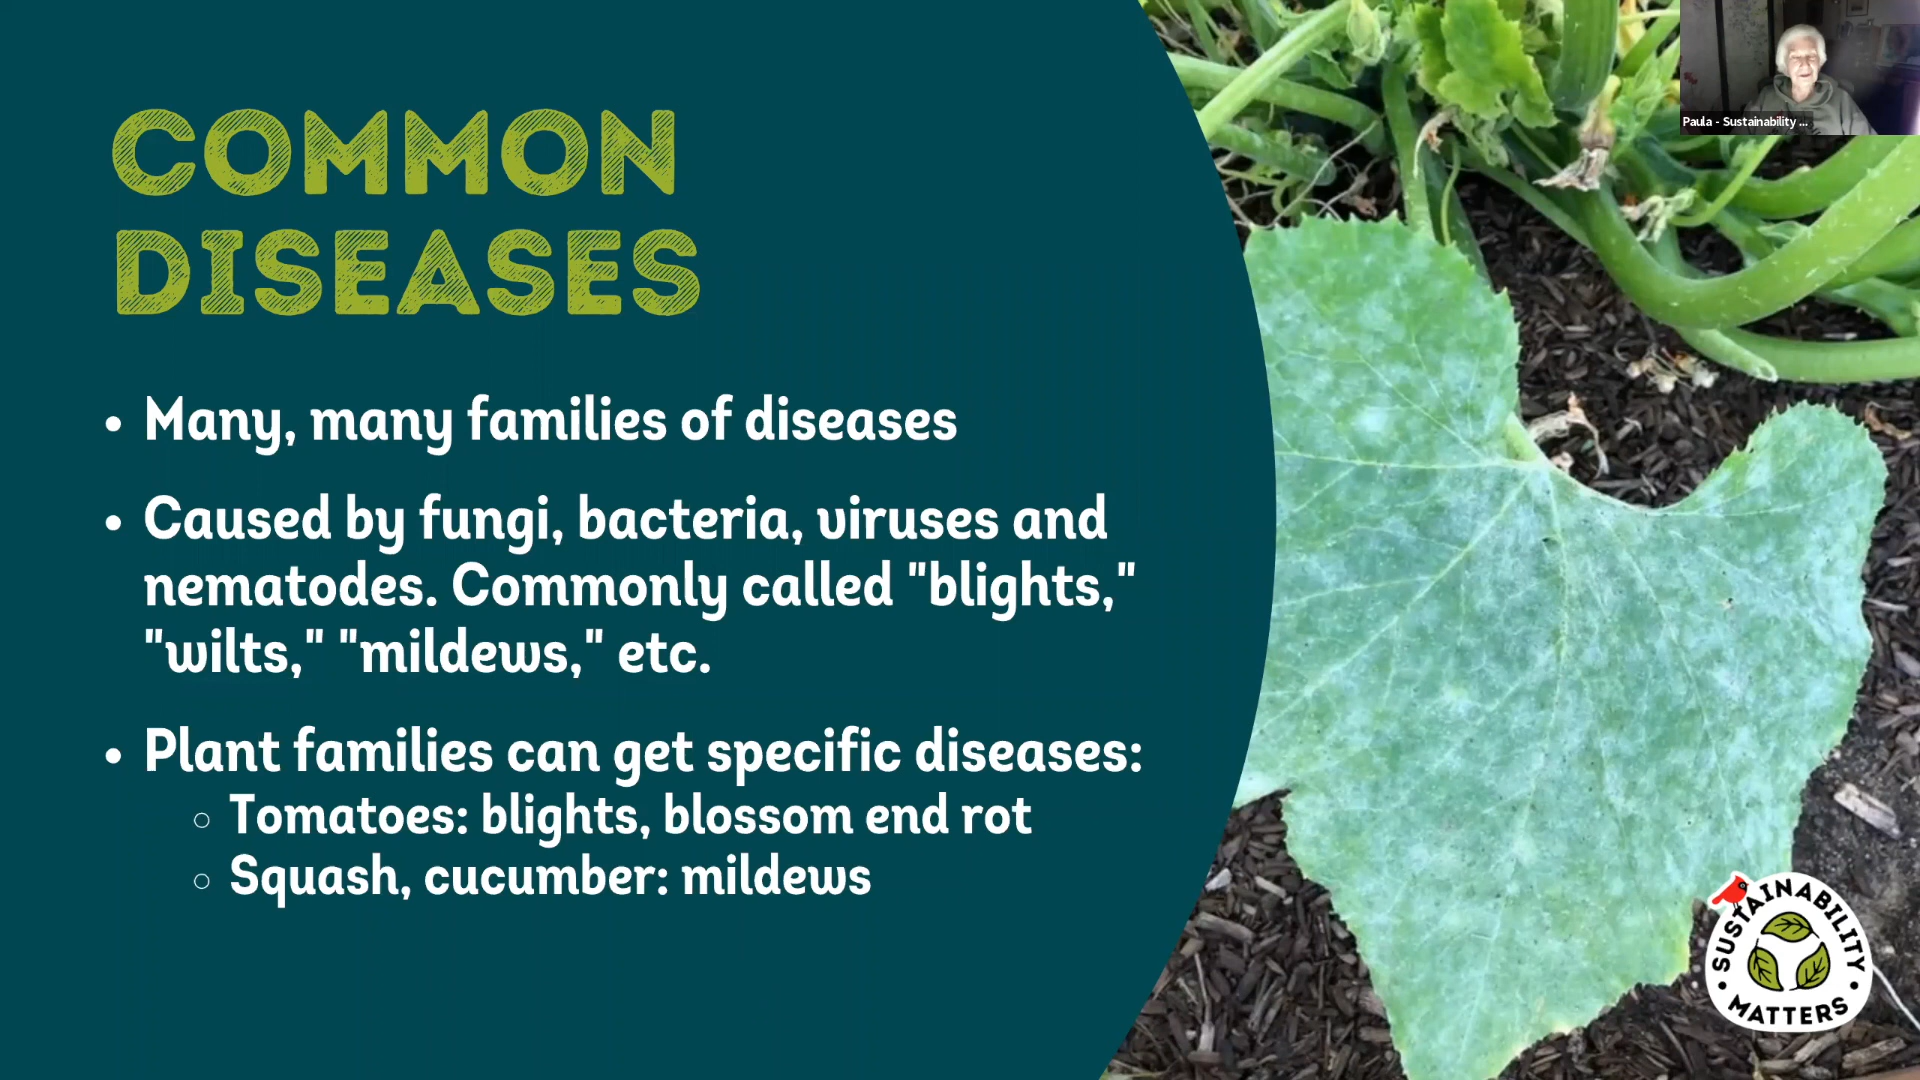 COMMON
DISEASES
Paula - Sustainability ...
• Many, many families of diseases
• Caused by fungi, bacteria, viruses and
nematodes. Commonly called "blights,"
"wilts," "mildews," etc.
• Plant families can get specific diseases:
○ Tomatoes: blights, blossom end rot
○ Squash, cucumber: mildews
SUSTAINABILITY
• MATTERS •